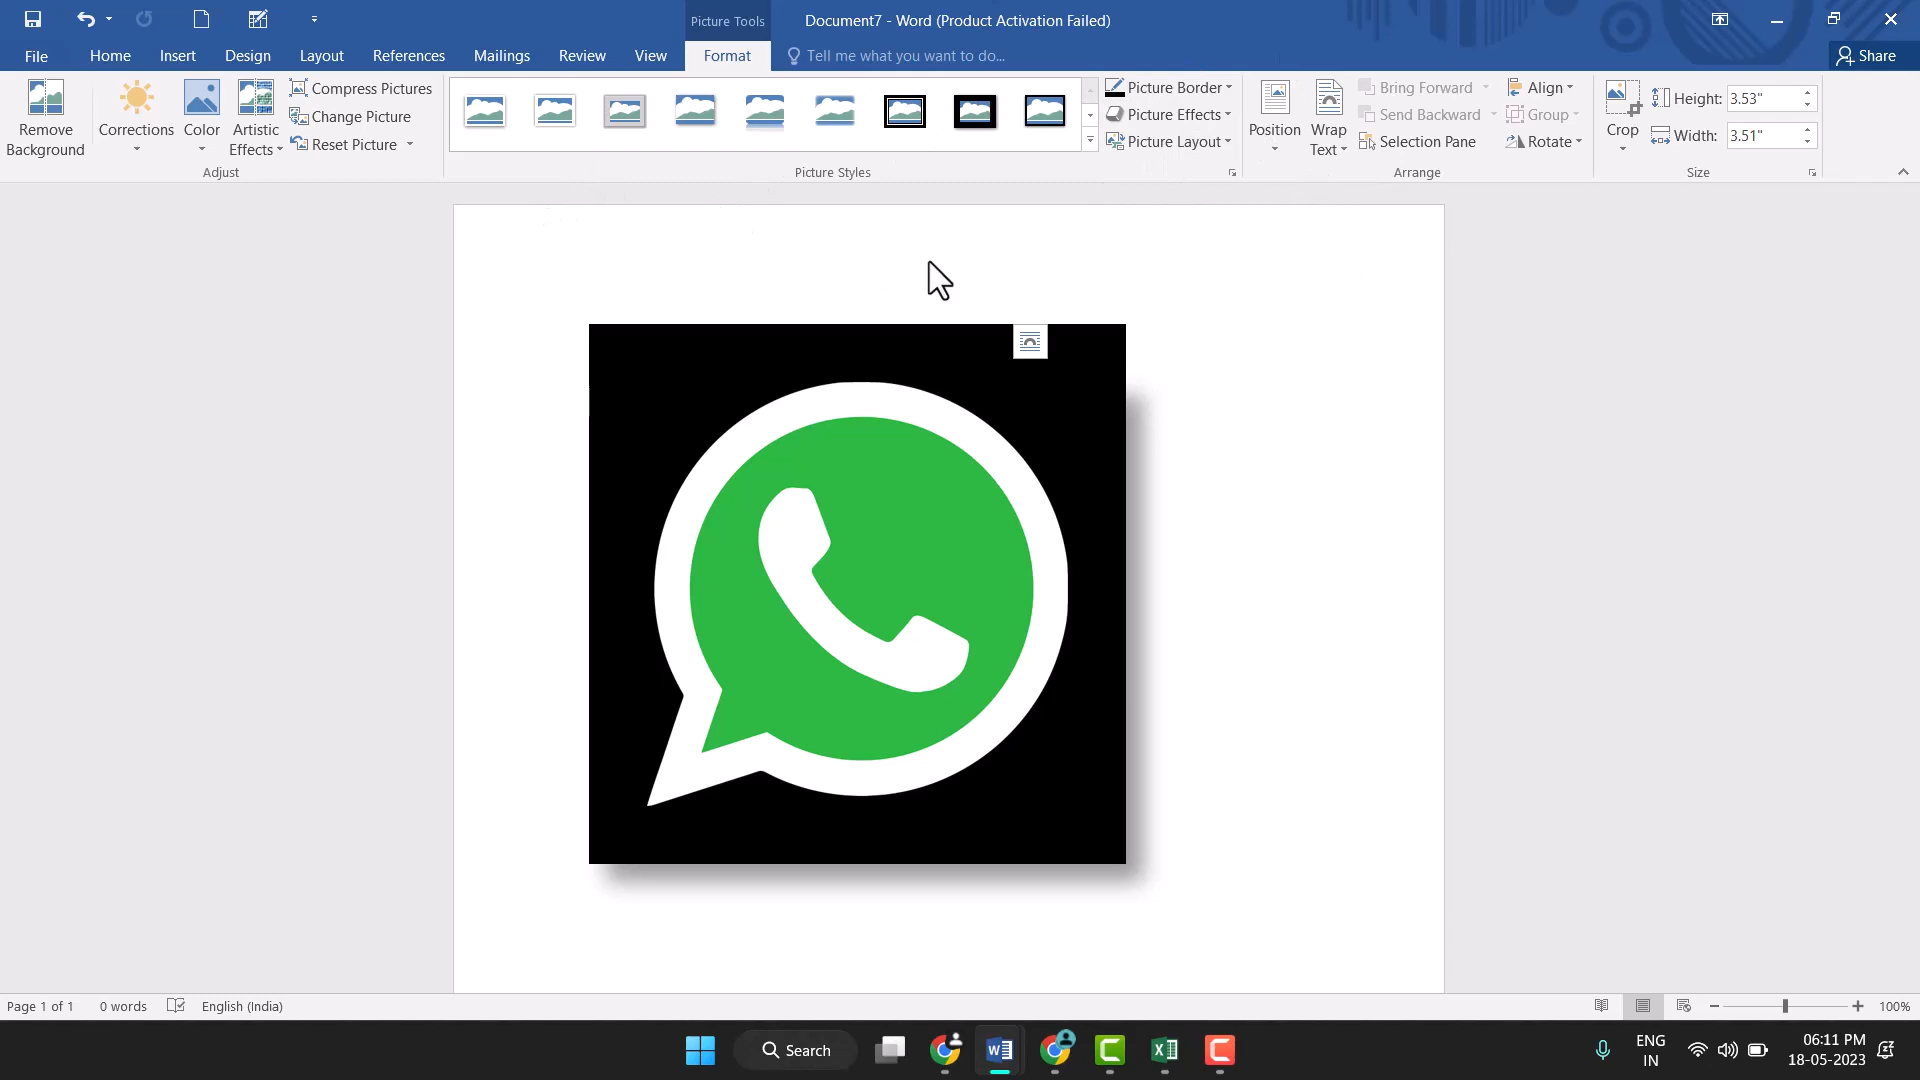 Picture Tools
Document7 - Word (Product Activation Failed)
File
Home
Insert
Design
Layout
References
Mailings
Review
View
Format
Tell me what you want to do...
Share
Remove
Background
Corrections
Color
Artistic
Effects
Compress Pictures
Change Picture
Reset Picture
Adjust
Picture Styles
Picture Border
Picture Effects
Picture Layout
Position
Wrap
Text
Bring Forward
Send Backward
Selection Pane
Align
Group
Rotate
Arrange
Crop
Height: 3.53"
Width: 3.51"
Size
Page 1 of 1
0 words
English (India)
100%
Search
ENG
IN
06:11 PM
18-05-2023